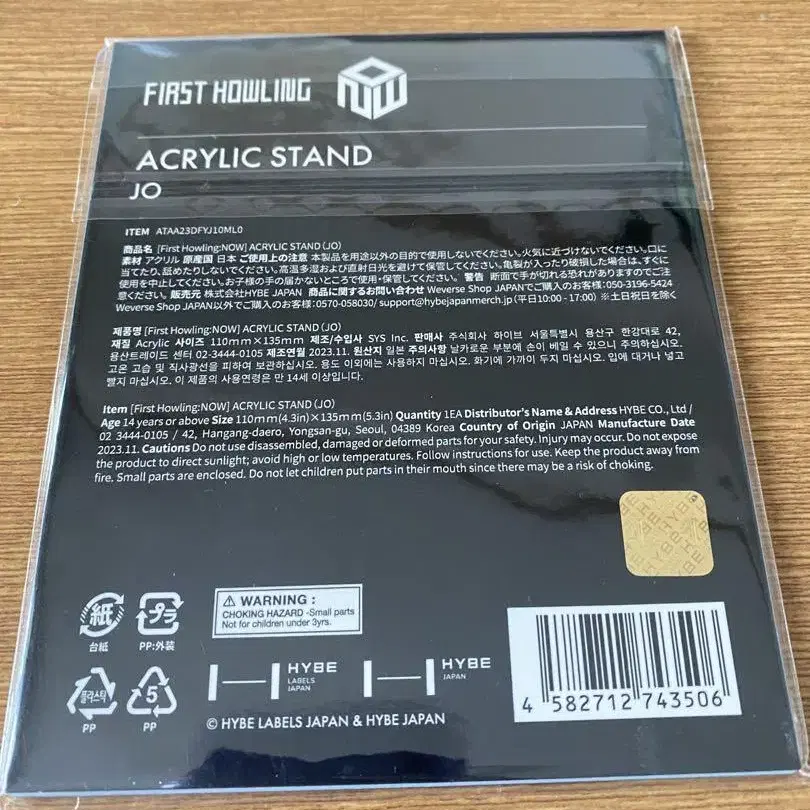 FIRST HOWLING
NOW
ACRYLIC STAND
JO
ITEM ATAA23DFYJ10ML0
商品名 [First Howling:NOW] ACRYLIC STAND (JO)
素材 アクリル 原産国 日本 ご使用上の注意 本製品を用途以外の目的で使用しないでください。火気に近づけないでください。口に
当てたり、舐めたりしないでください。高温多湿および直射日光を避けて保管してください。亀裂が入ったり破損した場合は、すぐに
使用を中止してください。お子様の手の届かないところで使用・保管してください。警告 断面で手が切れる恐れがありますのでご注
意ください。販売元 株式会社HYBE JAPAN 商品に関するお問い合わせ Weverse Shop JAPANでご購入のお客様:050-3196-5424
Weverse Shop JAPAN以外でご購入のお客様:0570-058030/ support@hybejapanmerch.jp (平日10:00 - 17:00) ※土日祝日を除く
제품명 [First Howling:NOW] ACRYLIC STAND (JO)
재질 Acrylic 사이즈 110mm×135mm 제조/수입사 SYS Inc. 판매사 주식회사 하이브 서울특별시 용산구 한강대로 42,
용산트레이드 센터 02-3444-0105 제조연월 2023.11. 원산지 일본 주의사항 날카로운 부분에 손이 베일 수 있으니 주의하십시오.
고온 고습 및 직사광선을 피하여 보관하십시오. 용도 이외에는 사용하지 마십시오. 화기에 가까이 두지 마십시오. 입에 대거나 넣고
빨지 마십시오. 이 제품의 사용연령은 만 14세 이상입니다.
Item [First Howling:NOW] ACRYLIC STAND (JO)
Age 14 years or above Size 110mm(4.3in)×135mm(5.3in) Quantity 1EA Distributor's Name & Address HYBE CO., Ltd /
02 3444-0105 / 42, Hangang-daero, Yongsan-gu, Seoul, 04389 Korea Country of Origin JAPAN Manufacture Date
2023.11. Cautions Do not use disassembled, damaged or deformed parts for your safety. Injury may occur. Do not expose
the product to direct sunlight; avoid high or low temperatures. Follow instructions for use. Keep the product away from
fire. Small parts are enclosed. Do not let children put parts in their mouth since there may be a risk of choking.
HYBE
紙
台紙
プラ
PP:外装
WARNING :
CHOKING HAZARD -Small parts
Not for children under 3yrs.
플라스틱
PP
5
PP
HYBE
LABELS
JAPAN
HYBE
JAPAN
© HYBE LABELS JAPAN & HYBE JAPAN
4 582712 743506